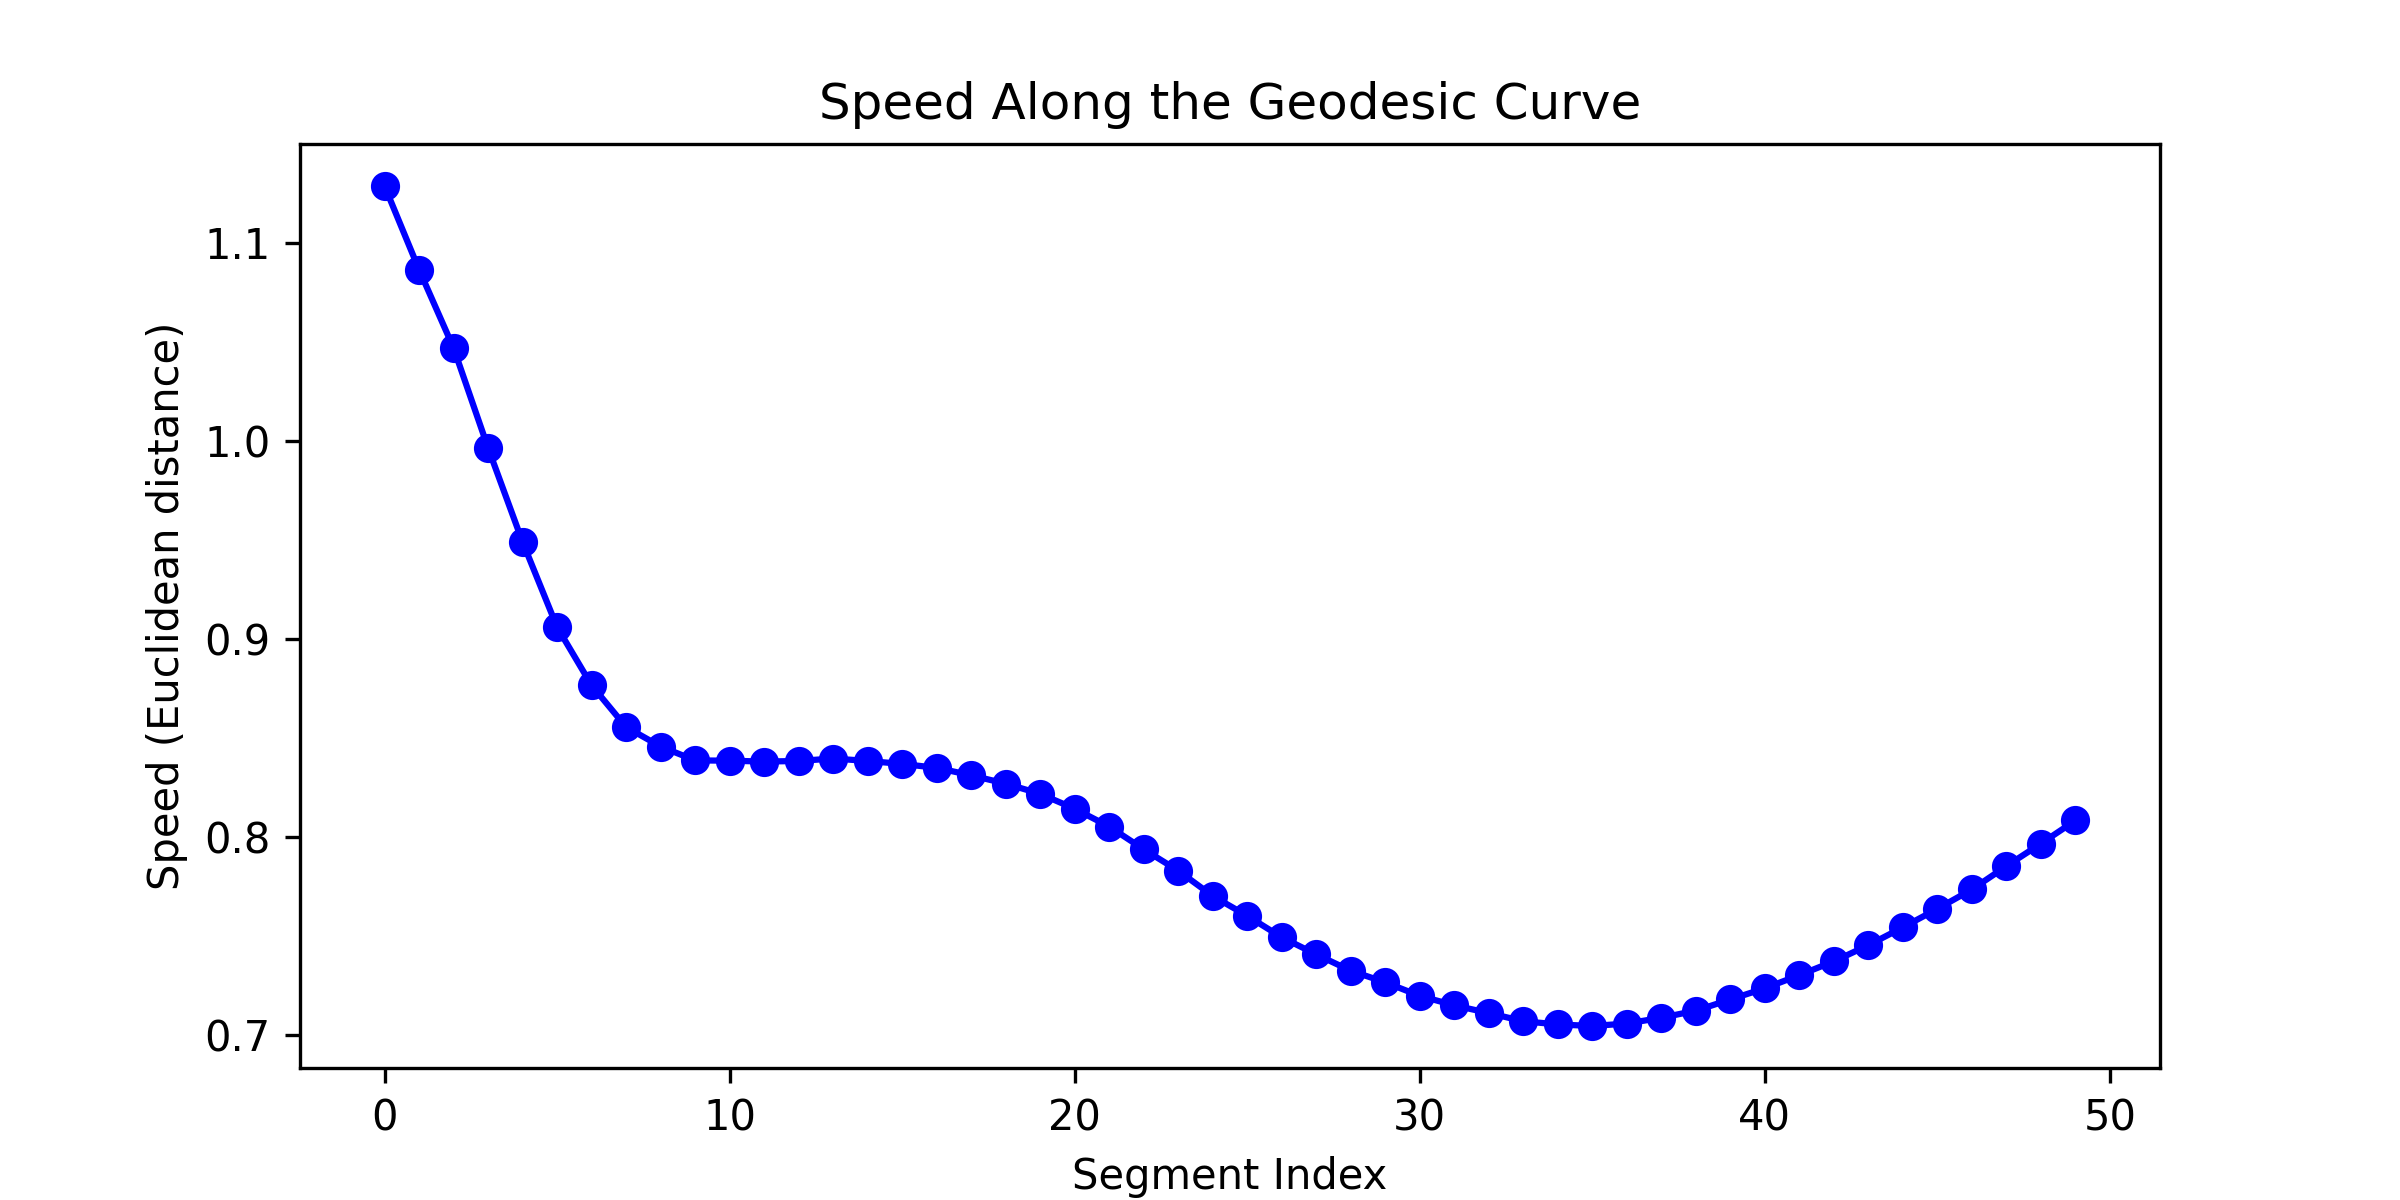 Speed Along the Geodesic Curve
Speed (Euclidean distance)
1.1
1.0
0.9
0.8
0.7
0 10 20 30 40 50
Segment Index